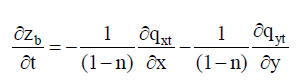 ∂z_b/∂t = − 1/(1−n) ∂q_xt/∂x − 1/(1−n) ∂q_yt/∂y